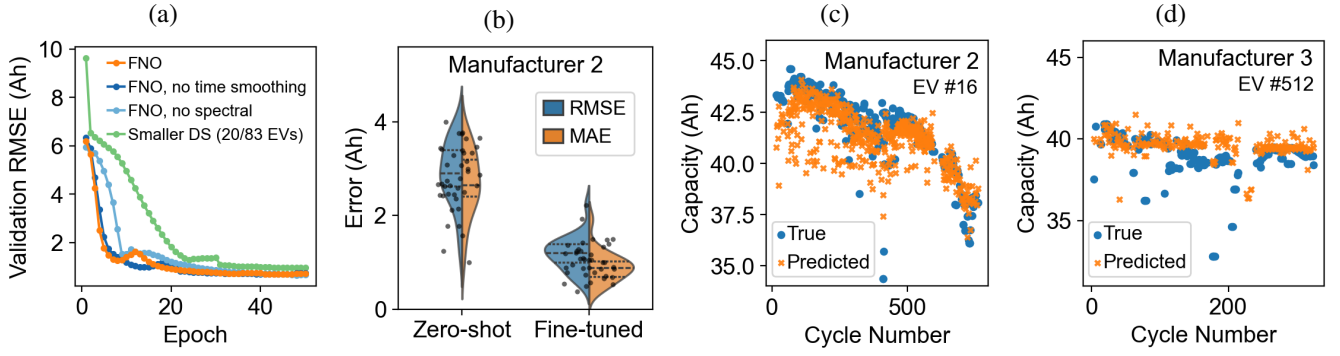 (a)
Validation RMSE (Ah)
10
8
6
4
2
FNO
FNO, no time smoothing
FNO, no spectral
Smaller DS (20/83 EVs)
0
20
40
Epoch
(b)
Error (Ah)
4
2
0
Manufacturer 2
RMSE
MAE
Zero-shot
Fine-tuned
(c)
Capacity (Ah)
45.0
42.5
40.0
37.5
35.0
Manufacturer 2
EV #16
True
Predicted
0
500
Cycle Number
(d)
Capacity (Ah)
45
40
35
Manufacturer 3
EV #512
True
Predicted
0
200
Cycle Number